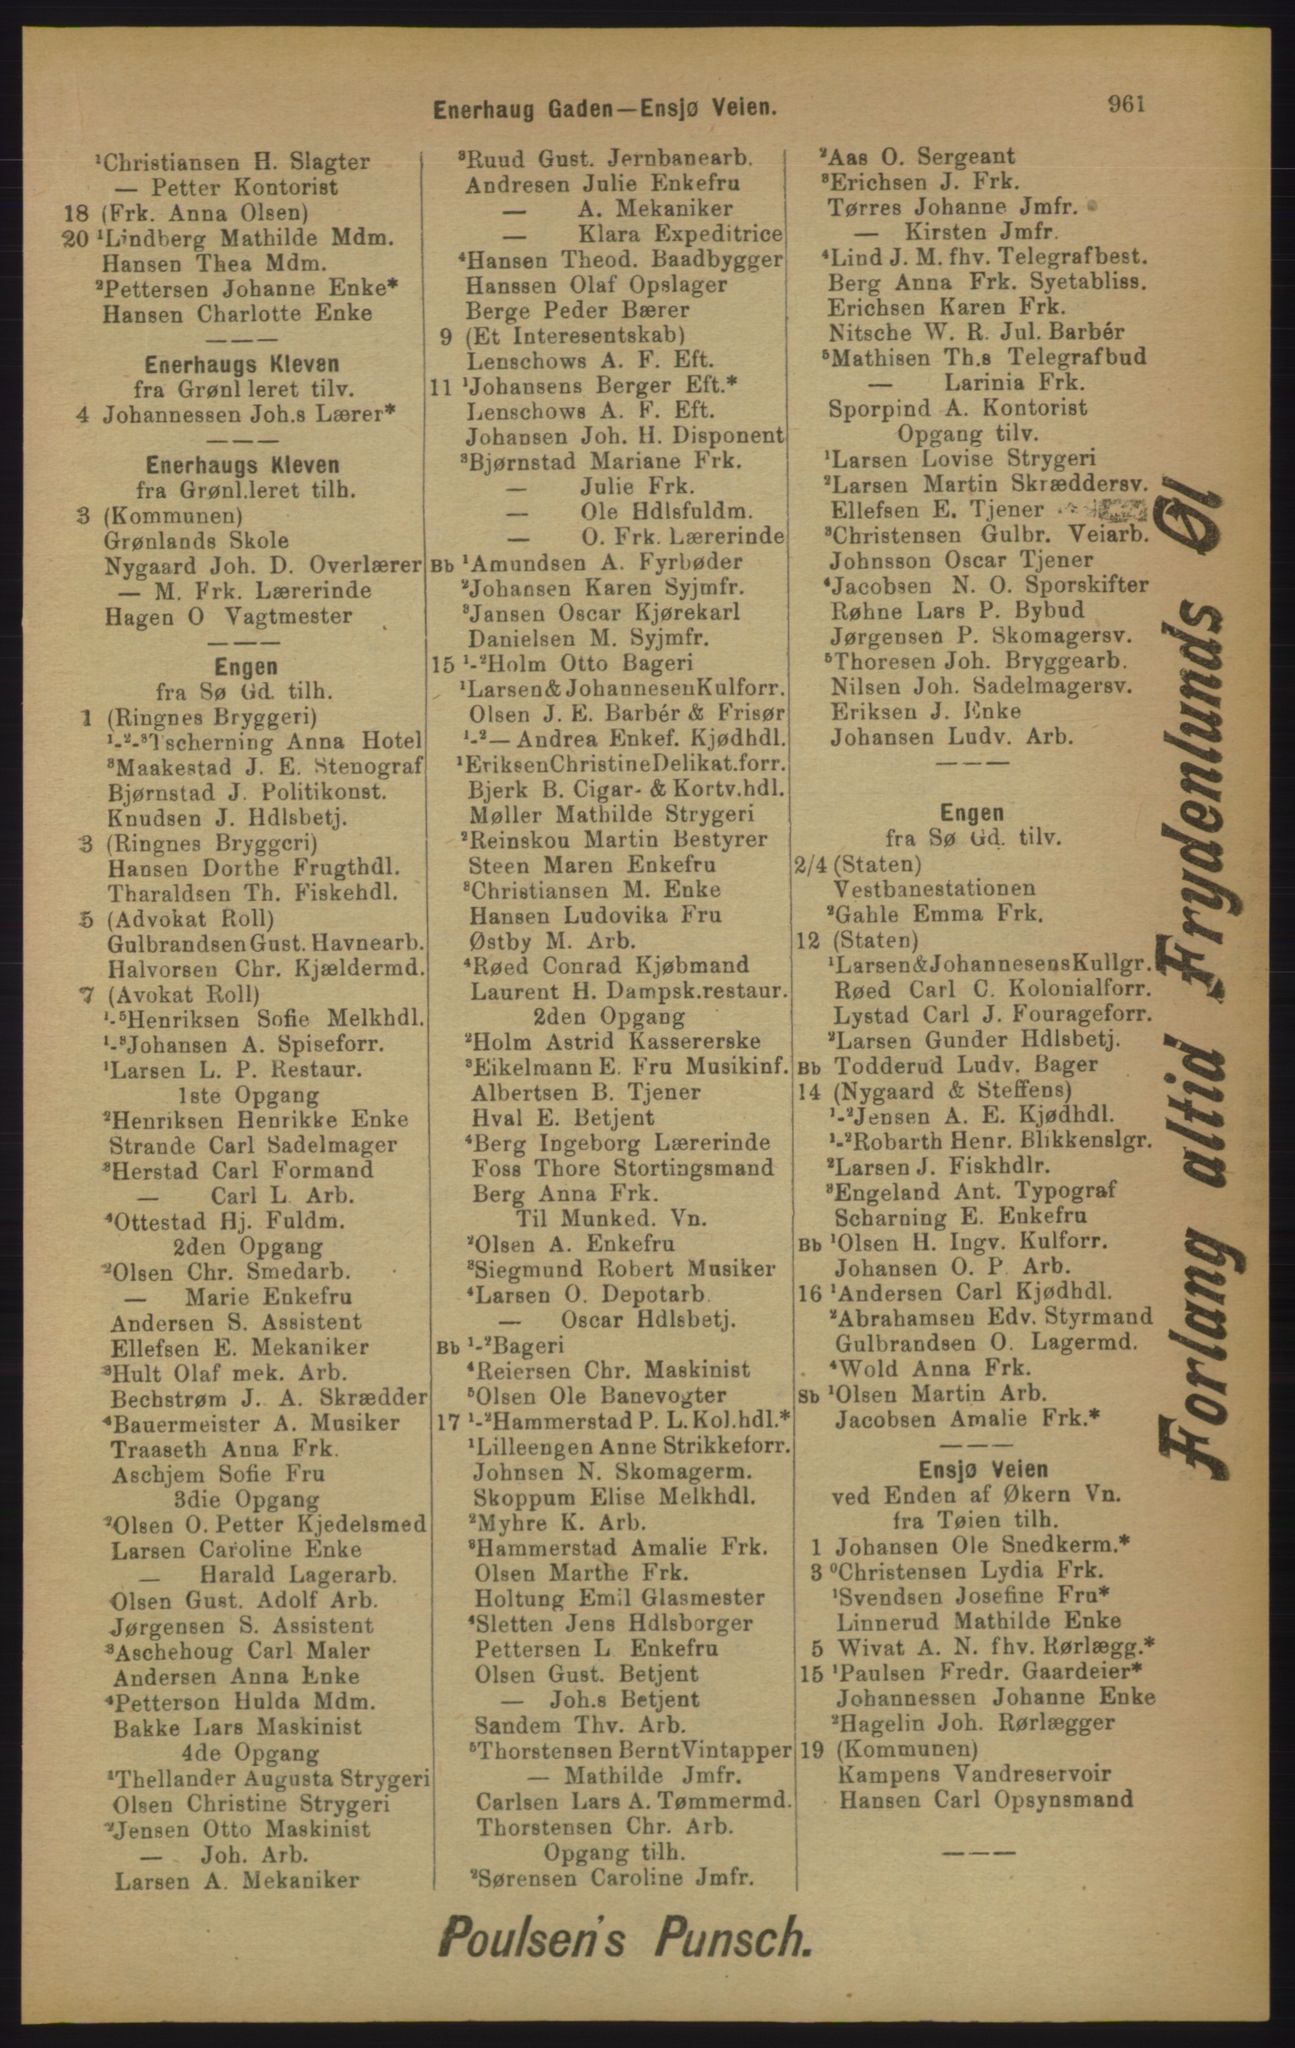 Enerhaug Gaden—Ensjø Veien.
961
¹Christiansen H. Slagter
— Petter Kontorist
18 (Frk. Anna Olsen)
20 ¹Lindberg Mathilde Mdm.
Hansen Thea Mdm.
²Pettersen Johanne Enke*
Hansen Charlotte Enke
———
Enerhaugs Kleven
fra Grønl leret tilv.
4 Johannessen Joh.s Lærer*
———
Enerhaugs Kleven
fra Grønl.leret tilh.
3 (Kommunen)
Grønlands Skole
Nygaard Joh. D. Overlærer
— M. Frk. Lærerinde
Hagen O Vagtmester
———
Engen
fra Sø Gd. tilh.
1 (Ringnes Bryggeri)
¹-²-³Tscherning Anna Hotel
³Maakestad J. E. Stenograf
Bjørnstad J. Politikonst.
Knudsen J. Hdlsbetj.
3 (Ringnes Bryggeri)
Hansen Dorthe Frugthdl.
Tharaldsen Th. Fiskehdl.
5 (Advokat Roll)
Gulbrandsen Gust. Havnearb.
Halvorsen Chr. Kjældermd.
7 (Avokat Roll)
¹-⁵Henriksen Sofie Melkhdl.
¹-³Johansen A. Spiseforr.
¹Larsen L. P. Restaur.
1ste Opgang
²Henriksen Henrikke Enke
Strande Carl Sadelmager
³Herstad Carl Formand
— Carl L. Arb.
⁴Ottestad Hj. Fuldm.
2den Opgang
²Olsen Chr. Smedarb.
— Marie Enkefru
Andersen S. Assistent
Ellefsen E. Mekaniker
³Hult Olaf mek. Arb.
Bechstrøm J. A. Skrædder
⁴Bauermeister A. Musiker
Traaseth Anna Frk.
Aschjem Sofie Fru
3die Opgang
²Olsen O. Petter Kjedelsmed
Larsen Caroline Enke
— Harald Lagerarb.
Olsen Gust. Adolf Arb.
Jørgensen S. Assistent
³Aschehoug Carl Maler
Andersen Anna Enke
⁴Petterson Hulda Mdm.
Bakke Lars Maskinist
4de Opgang
¹Thellander Augusta Strygeri
Olsen Christine Strygeri
²Jensen Otto Maskinist
— Joh. Arb.
Larsen A. Mekaniker
³Ruud Gust. Jernbanearb.
Andresen Julie Enkefru
— A. Mekaniker
— Klara Expeditrice
⁴Hansen Theod. Baadbygger
Hanssen Olaf Opslager
Berge Peder Bærer
9 (Et Interesentskab)
Lenschows A. F. Eft.
11 ¹Johansens Berger Eft.*
Lenschows A. F. Eft.
Johansen Joh. H. Disponent
³Bjørnstad Mariane Frk.
— Julie Frk.
— Ole Hdlsfuldm.
— O. Frk. Lærerinde
Bb ¹Amundsen A. Fyrbøder
²Johansen Karen Syjmfr.
³Jansen Oscar Kjørekarl
Danielsen M. Syjmfr.
15 ¹-²Holm Otto Bageri
¹Larsen & Johannesen Kulforr.
Olsen J. E. Barbér & Frisør
¹-²— Andrea Enkef. Kjødhdl.
¹Eriksen Christine Delikat.forr.
Bjerk B. Cigar- & Kortv.hdl.
Møller Mathilde Strygeri
²Reinskou Martin Bestyrer
Steen Maren Enkefru
³Christiansen M. Enke
Hansen Ludovika Fru
Østby M. Arb.
⁴Røed Conrad Kjøbmand
Laurent H. Dampsk.restaur.
2den Opgang
²Holm Astrid Kassererske
³Eikelmann E. Fru Musikinf.
Albertsen B. Tjener
Hval E. Betjent
⁴Berg Ingeborg Lærerinde
Foss Thore Stortingsmand
Berg Anna Frk.
Til Munked. Vn.
²Olsen A. Enkefru
³Siegmund Robert Musiker
⁴Larsen O. Depotarb.
— Oscar Hdlsbetj.
Bb ¹-²Bageri
⁴Reiersen Chr. Maskinist
⁵Olsen Ole Banevogter
17 ¹-²Hammerstad P. L. Kol.hdl.*
¹Lilleengen Anne Strikkeforr.
Johnsen N. Skomagerm.
Skoppum Elise Melkhdl.
²Myhre K. Arb.
³Hammerstad Amalie Frk.
Olsen Marthe Frk.
Holtung Emil Glasmester
⁴Sletten Jens Hdlsborger
Pettersen L Enkefru
Olsen Gust. Betjent
— Joh.s Betjent
Sandem Thv. Arb.
⁵Thorstensen Bernt Vintapper
— Mathilde Jmfr.
Carlsen Lars A. Tømmermd.
Thorstensen Chr. Arb.
Opgang tilh.
²Sørensen Caroline Jmfr.
²Aas O. Sergeant
³Erichsen J. Frk.
Tørres Johanne Jmfr.
— Kirsten Jmfr.
⁴Lind J. M. fhv. Telegrafbest.
Berg Anna Frk. Syetabliss.
Erichsen Karen Frk.
Nitsche W. R. Jul. Barbér
⁵Mathisen Th.s Telegrafbud
— Larinia Frk.
Sporpind A. Kontorist
Opgang tilv.
¹Larsen Lovise Strygeri
²Larsen Martin Skræddersv.
Ellefsen E. Tjener
³Christensen Gulbr. Veiarb.
Johnsson Oscar Tjener
⁴Jacobsen N. O. Sporskifter
Røhne Lars P. Bybud
Jørgensen P. Skomagersv.
⁵Thoresen Joh. Bryggearb.
Nilsen Joh. Sadelmagersv.
Eriksen J. Enke
Johansen Ludv. Arb.
———
Engen
fra Sø Gd. tilv.
2/4 (Staten)
Vestbanestationen
²Gahle Emma Frk.
12 (Staten)
¹Larsen & Johannesens Kullgr.
Røed Carl C. Kolonialforr.
Lystad Carl J. Fourageforr.
²Larsen Gunder Hdlsbetj.
Bb Todderud Ludv. Bager
14 (Nygaard & Steffens)
¹-²Jensen A. E. Kjødhdl.
¹-²Robarth Henr. Blikkenslgr.
²Larsen J. Fiskhdlr.
³Engeland Ant. Typograf
Scharning E. Enkefru
Bb ¹Olsen H. Ingv. Kulforr.
Johansen O. P. Arb.
16 ¹Andersen Carl Kjødhdl.
²Abrahamsen Edv. Styrmand
Gulbrandsen O. Lagermd.
⁴Wold Anna Frk.
Sb ¹Olsen Martin Arb.
Jacobsen Amalie Frk.*
———
Ensjø Veien
ved Enden af Økern Vn.
fra Tøien tilh.
1 Johansen Ole Snedkerm.*
3 ⁰Christensen Lydia Frk.
¹Svendsen Josefine Fru*
Linnerud Mathilde Enke
5 Wivat A. N. fhv. Rørlægg.*
15 ¹Paulsen Fredr. Gaardeier*
Johannessen Johanne Enke
²Hagelin Joh. Rørlægger
19 (Kommunen)
Kampens Vandreservoir
Hansen Carl Opsynsmand
———
Forlang altid Frydenlunds Øl
Poulsen's Punsch.